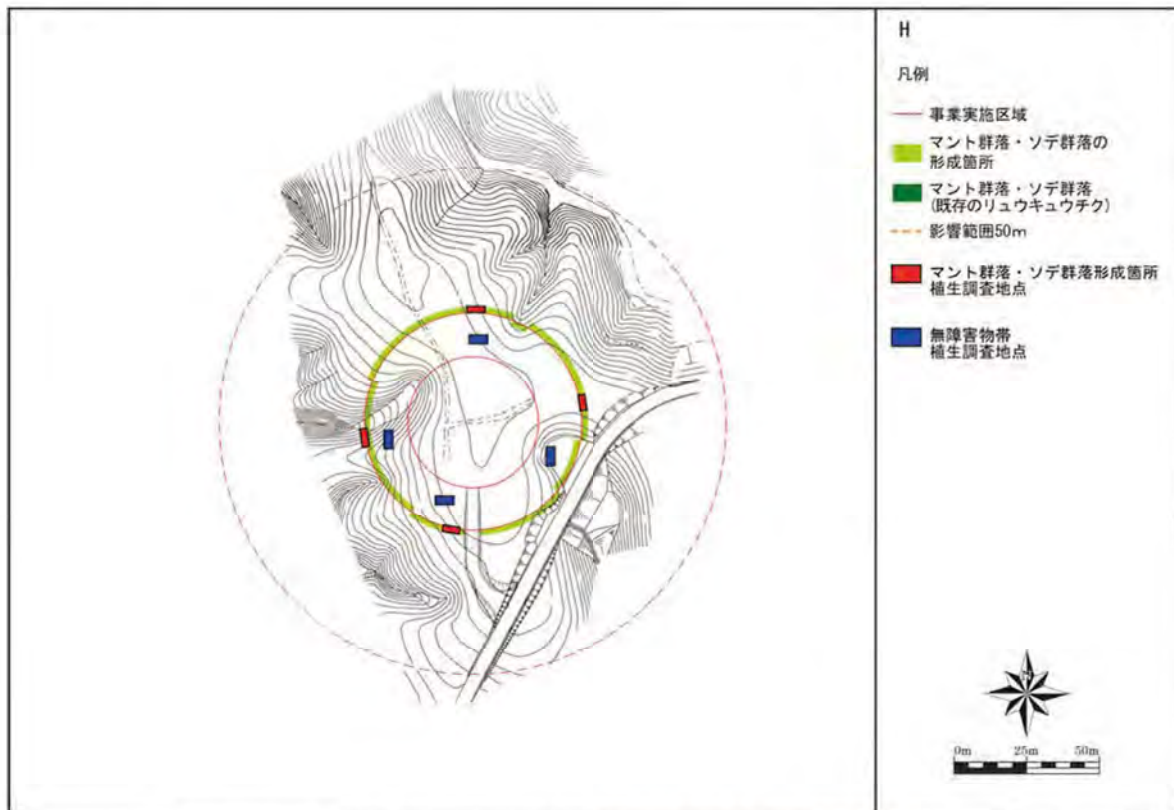 H
凡例
事業実施区域
マント群落・ソデ群落の
形成箇所
マント群落・ソデ群落
(既存のリュウキュウチク)
影響範囲50m
マント群落・ソデ群落形成箇所
植生調査地点
無障害物帯
植生調査地点
N
0m 25m 50m